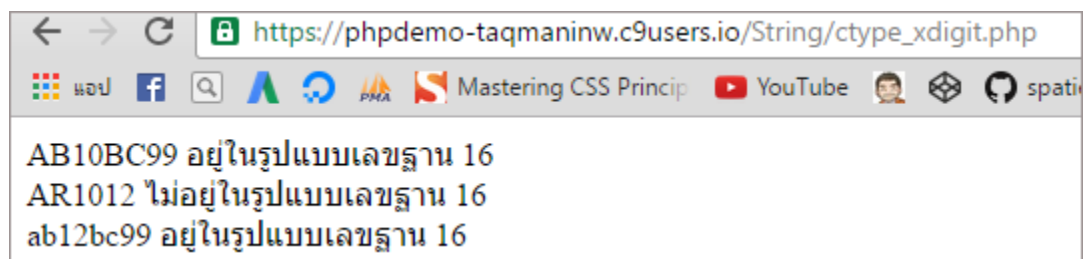 https://phpdemo-taqmaninw.c9users.io/String/ctype_xdigit.php
แอป PMA Mastering CSS Princip YouTube spati
AB10BC99 อยู่ในรูปแบบเลขฐาน 16
AR1012 ไม่อยู่ในรูปแบบเลขฐาน 16
ab12bc99 อยู่ในรูปแบบเลขฐาน 16